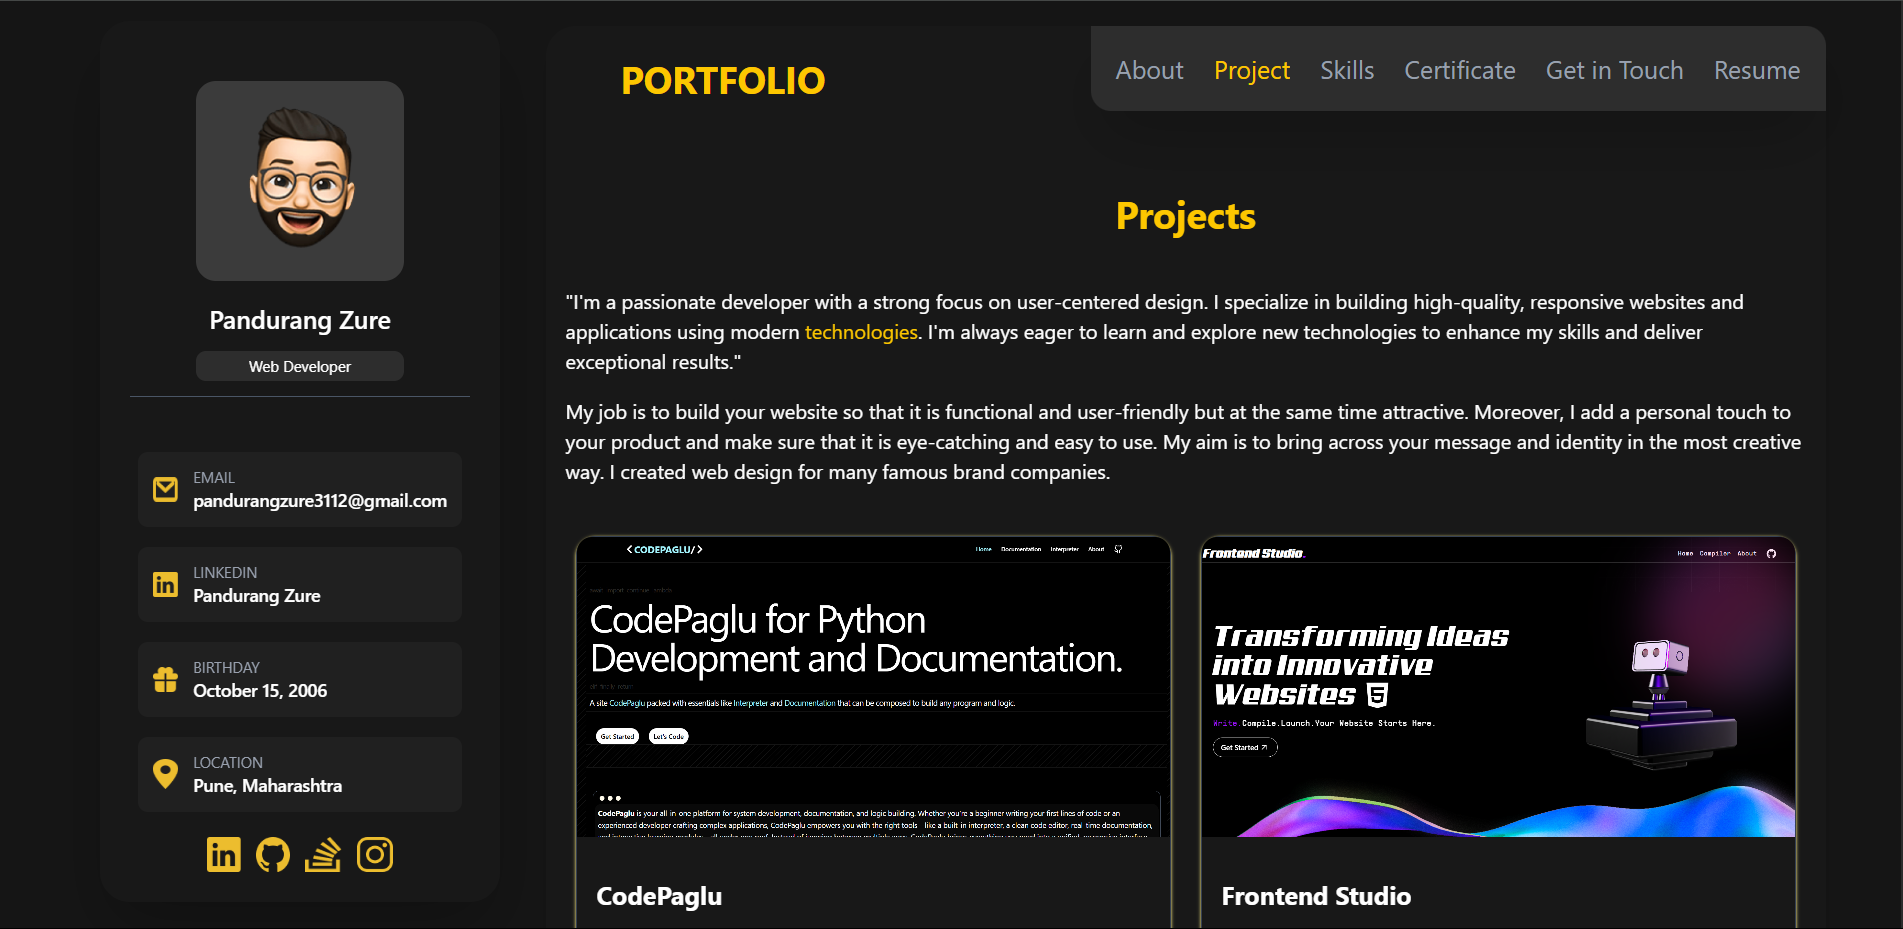 Pandurang Zure
Web Developer
EMAIL
pandurangzure3112@gmail.com
LINKEDIN
Pandurang Zure
BIRTHDAY
October 15, 2006
LOCATION
Pune, Maharashtra
PORTFOLIO
About Project Skills Certificate Get in Touch Resume
Projects
"I'm a passionate developer with a strong focus on user-centered design. I specialize in building high-quality, responsive websites and
applications using modern technologies. I'm always eager to learn and explore new technologies to enhance my skills and deliver
exceptional results."
My job is to build your website so that it is functional and user-friendly but at the same time attractive. Moreover, I add a personal touch to
your product and make sure that it is eye-catching and easy to use. My aim is to bring across your message and identity in the most creative
way. I created web design for many famous brand companies.
<CODEPAGLU/> Home Documentation Interpreter About
CodePaglu for Python
Development and Documentation.
A site CodePaglu packed with essentials like Interpreter and Documentation that can be composed to build any program and logic.
Get Started Let's Code
CodePaglu is your all-in-one platform for system development, documentation, and logic building. Whether you're a beginner writing your first lines of code or an
experienced developer crafting complex applications, CodePaglu empowers you with the right tools - like a built-in interpreter, a clean code editor, real-time documentation,
CodePaglu
Frontend Studio. Home Compiler About
Transforming Ideas
into Innovative
Websites 5
Write.Compile.Launch.Your Website Starts Here.
Get Started
Frontend Studio